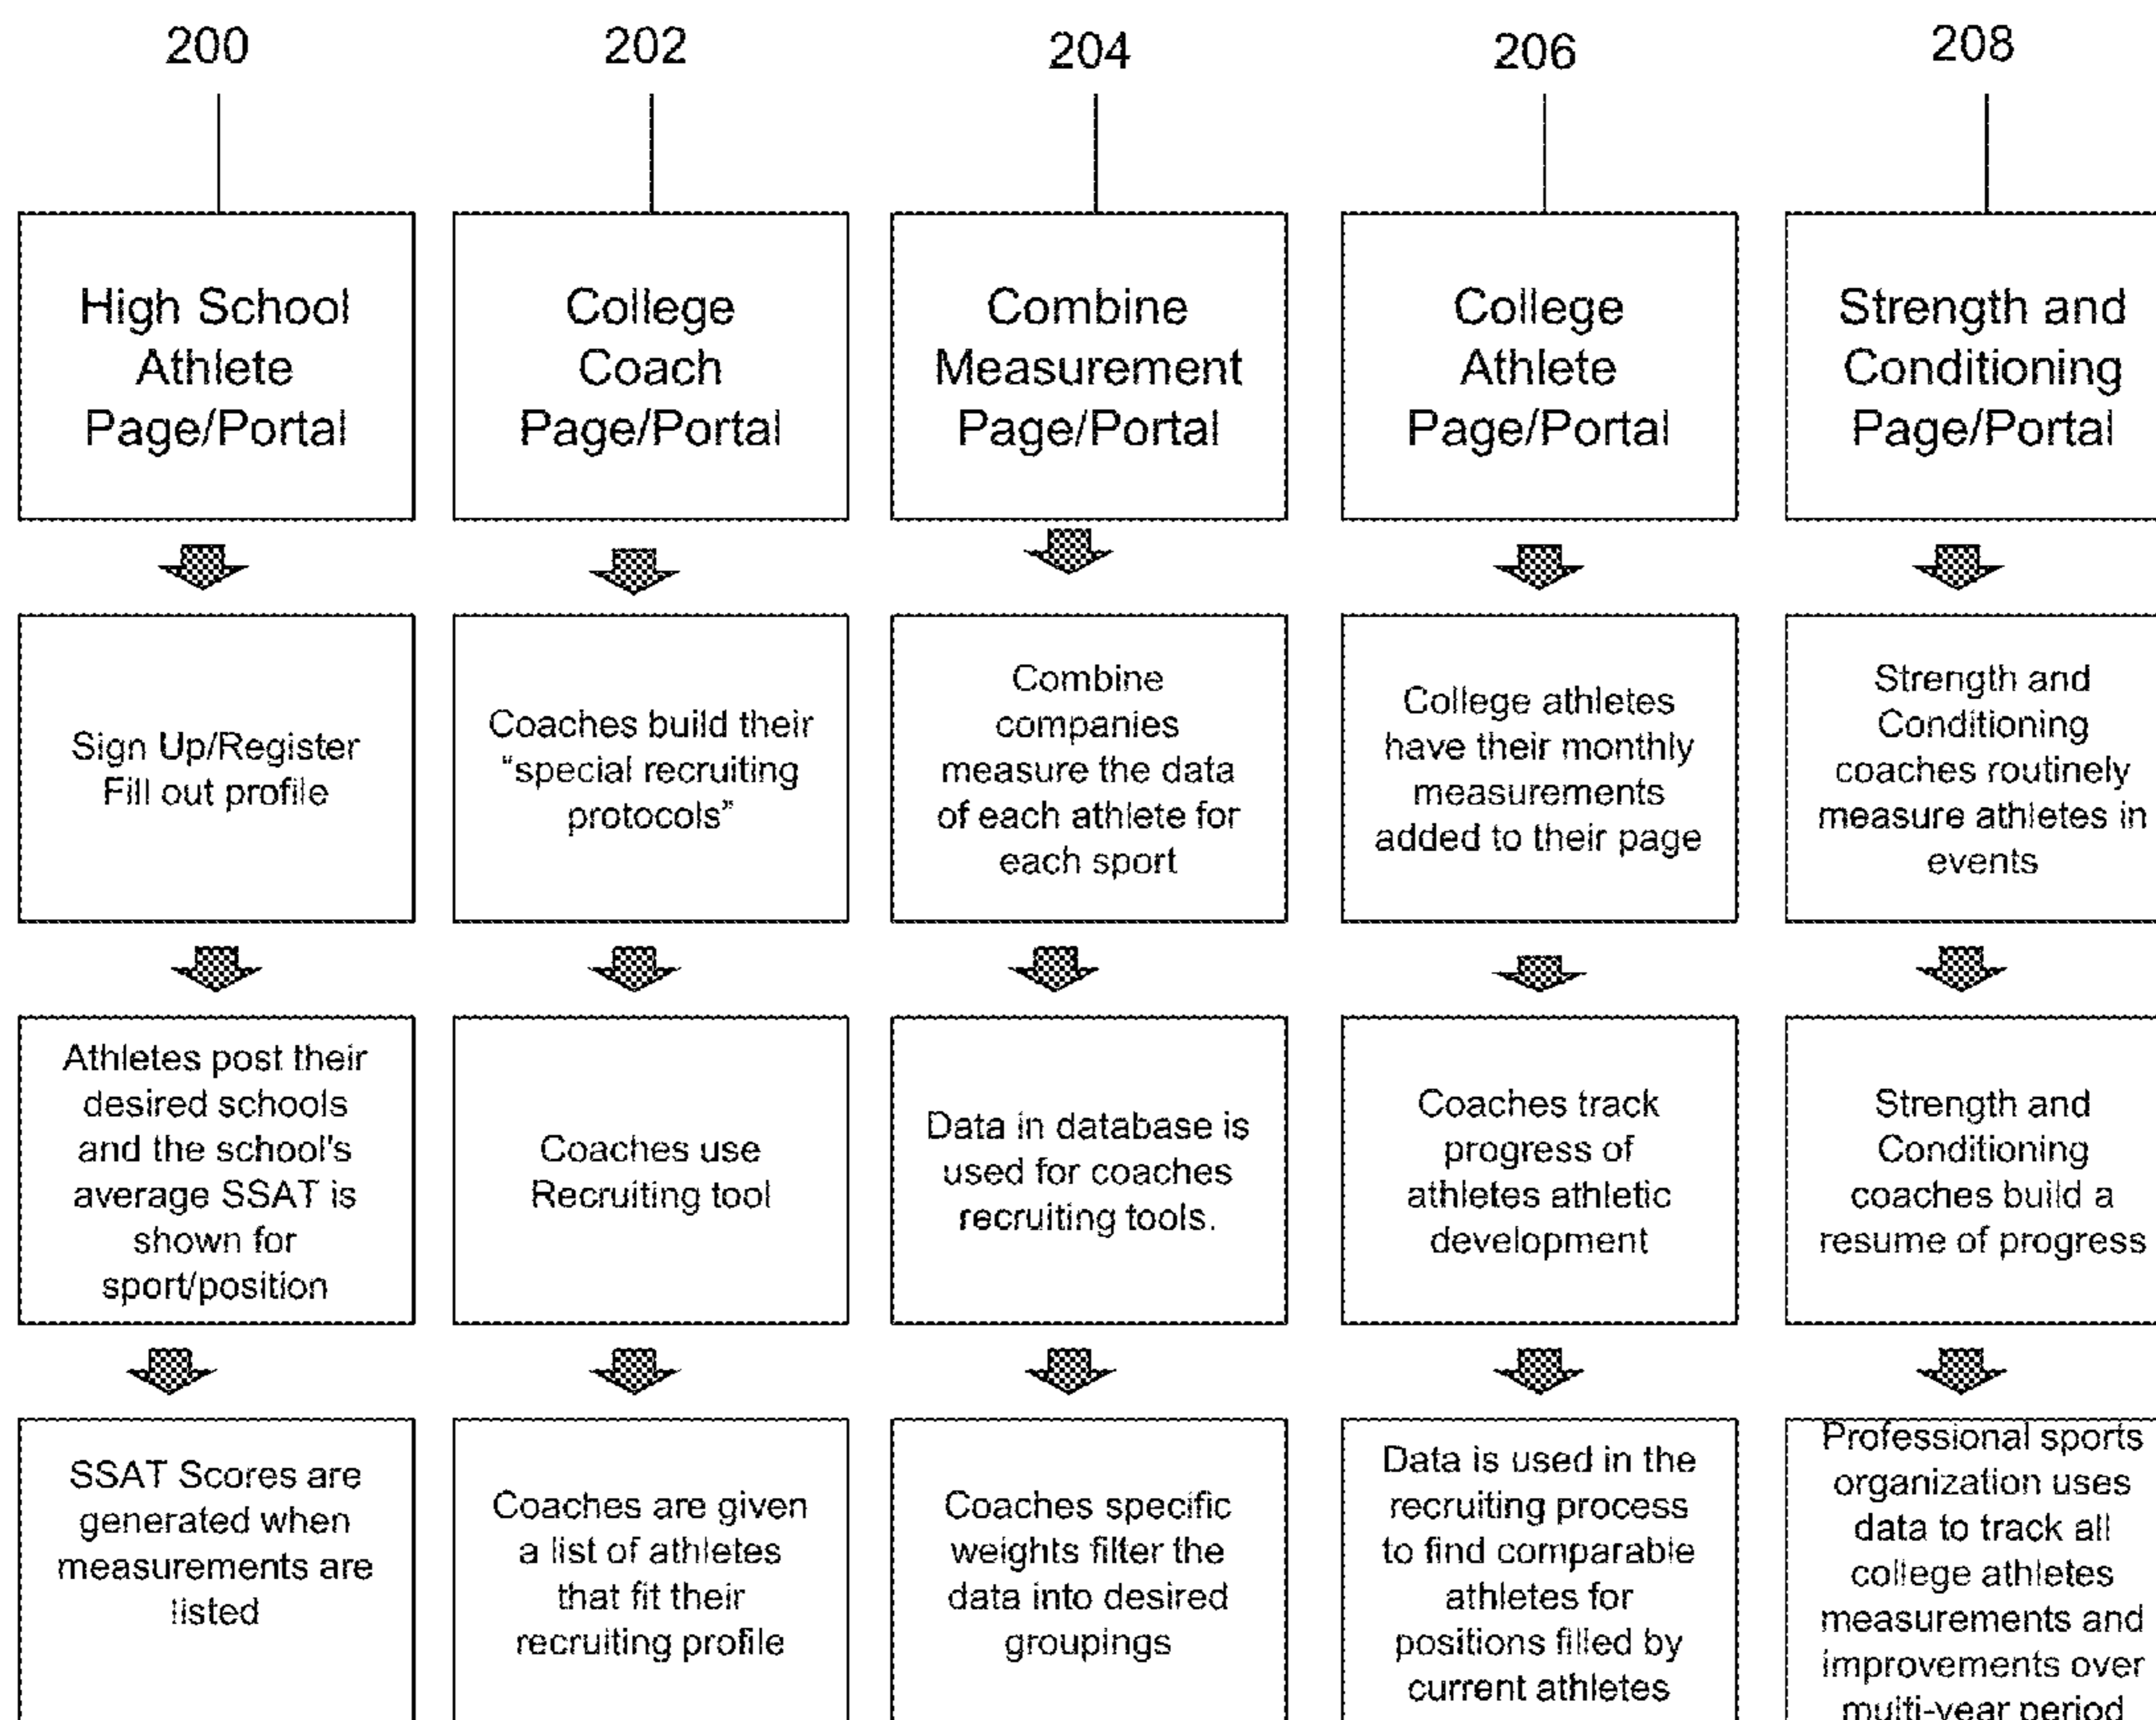 200
202
204
206
208
High School
Athlete
Page/Portal
College
Coach
Page/Portal
Combine
Measurement
Page/Portal
College
Athlete
Page/Portal
Strength and
Conditioning
Page/Portal
Sign Up/Register
Fill out profile
Coaches build their
“special recruiting
protocols”
Combine
companies
measure the data
of each athlete for
each sport
College athletes
have their monthly
measurements
added to their page
Strength and
Conditioning
coaches routinely
measure athletes in
events
Athletes post their
desired schools
and the school's
average SSAT is
shown for
sport/position
Coaches use
Recruiting tool
Data in database is
used for coaches
recruiting tools.
Coaches track
progress of
athletes athletic
development
Strength and
Conditioning
coaches build a
resume of progress
SSAT Scores are
generated when
measurements are
listed
Coaches are given
a list of athletes
that fit their
recruiting profile
Coaches specific
weights filter the
data into desired
groupings
Data is used in the
recruiting process
to find comparable
athletes for
positions filled by
current athletes
Professional sports
organization uses
data to track all
college athletes
measurements and
improvements over
multi-year period